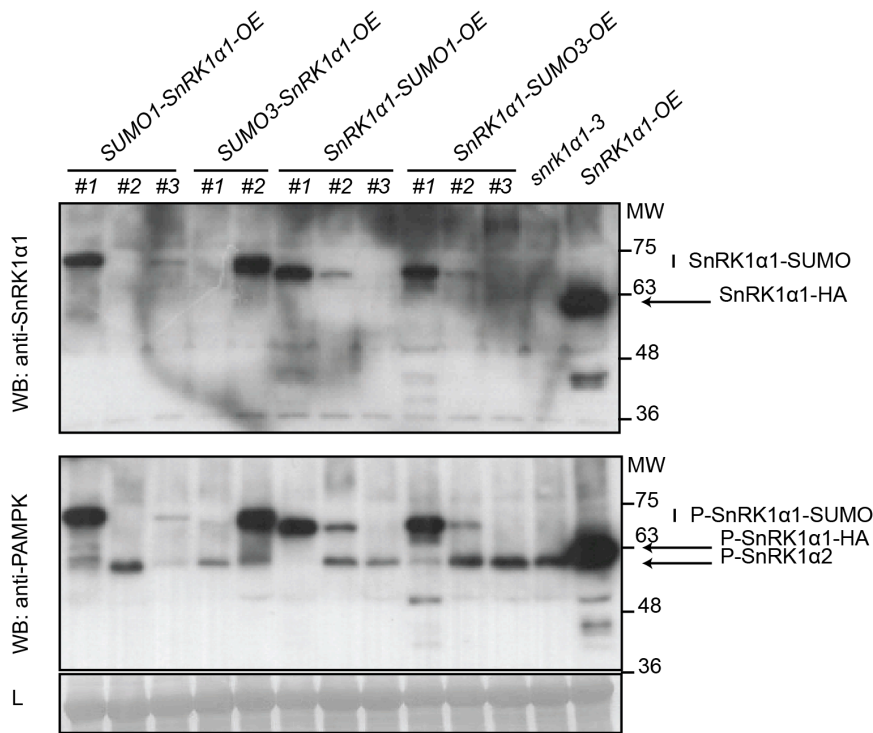 SUMO1-SnRK1α1-OE
SUMO3-SnRK1α1-OE
SnRK1α1-SUMO1-OE
SnRK1α1-SUMO3-OE
snrk1α1-3
SnRK1α1-OE
#1 #2 #3 #1 #2 #1 #2 #3 #1 #2 #3
WB: anti-SnRK1α1
MW
75
SnRK1α1-SUMO
63
SnRK1α1-HA
48
36
WB: anti-PAMPK
MW
75
P-SnRK1α1-SUMO
63
P-SnRK1α1-HA
P-SnRK1α2
48
36
L